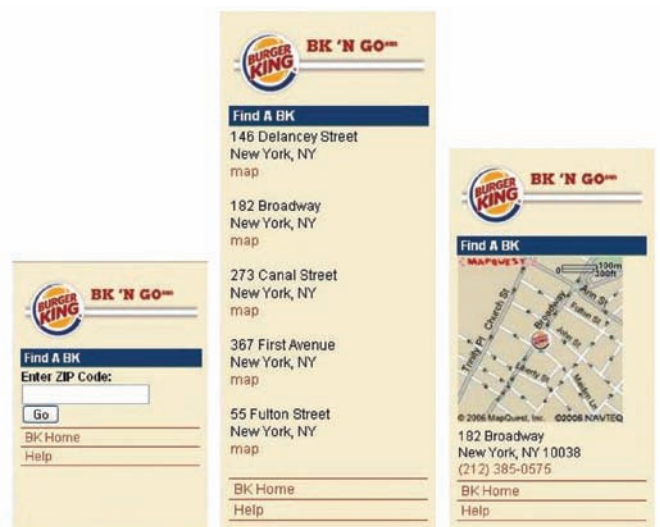 BURGER KING
BK 'N GO
Find A BK
Enter ZIP Code:
Go
BK Home
Help
BURGER KING
BK 'N GO
Find A BK
146 Delancey Street
New York, NY
map
182 Broadway
New York, NY
map
273 Canal Street
New York, NY
map
367 First Avenue
New York, NY
map
55 Fulton Street
New York, NY
map
BK Home
Help
BURGER KING
BK 'N GO
Find A BK
MAPQUEST
0 100m
300ft
Trinity Pl
Church St
Broadway
Ann St
Fulton St
John St
Liberty St
Maiden Ln
© 2006 MapQuest, Inc. ©2006 NAVTEQ
182 Broadway
New York, NY 10038
(212) 385-0575
BK Home
Help